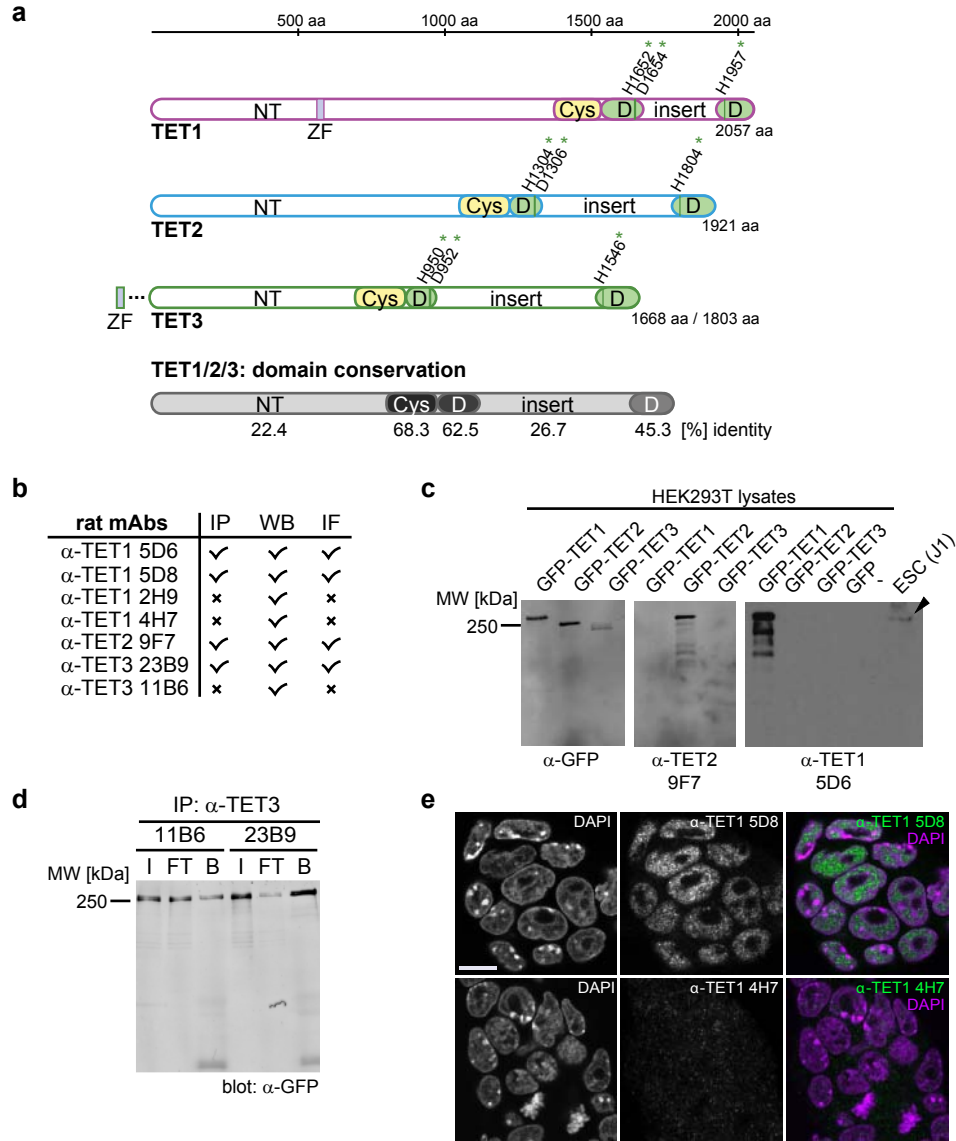 a
500 aa 1000 aa 1500 aa 2000 aa
* * *
H1652 D1654 H1957
NT Cys D insert D
TET1 ZF 2057 aa
* * *
H1304 D1306 H1804
NT Cys D insert D
TET2 1921 aa
* * *
H950 D952 H1546
... NT Cys D insert D
ZF TET3 1668 aa / 1803 aa
TET1/2/3: domain conservation
NT Cys D insert D
22.4 68.3 62.5 26.7 45.3 [%] identity
b
rat mAbs IP WB IF
α-TET1 5D6 ✓ ✓ ✓
α-TET1 5D8 ✓ ✓ ✓
α-TET1 2H9 × ✓ ×
α-TET1 4H7 × ✓ ×
α-TET2 9F7 ✓ ✓ ✓
α-TET3 23B9 ✓ ✓ ✓
α-TET3 11B6 × ✓ ×
c
HEK293T lysates
GFP-TET1 GFP-TET2 GFP-TET3 GFP-TET1 GFP-TET2 GFP-TET3 GFP-TET1 GFP-TET2 GFP-TET3 GFP - ESC (J1)
MW [kDa]
250
α-GFP α-TET2 α-TET1
9F7 5D6
d
IP: α-TET3
11B6 23B9
MW [kDa] I FT B I FT B
250
blot: α-GFP
e
DAPI α-TET1 5D8 α-TET1 5D8
DAPI
DAPI α-TET1 4H7 α-TET1 4H7
DAPI